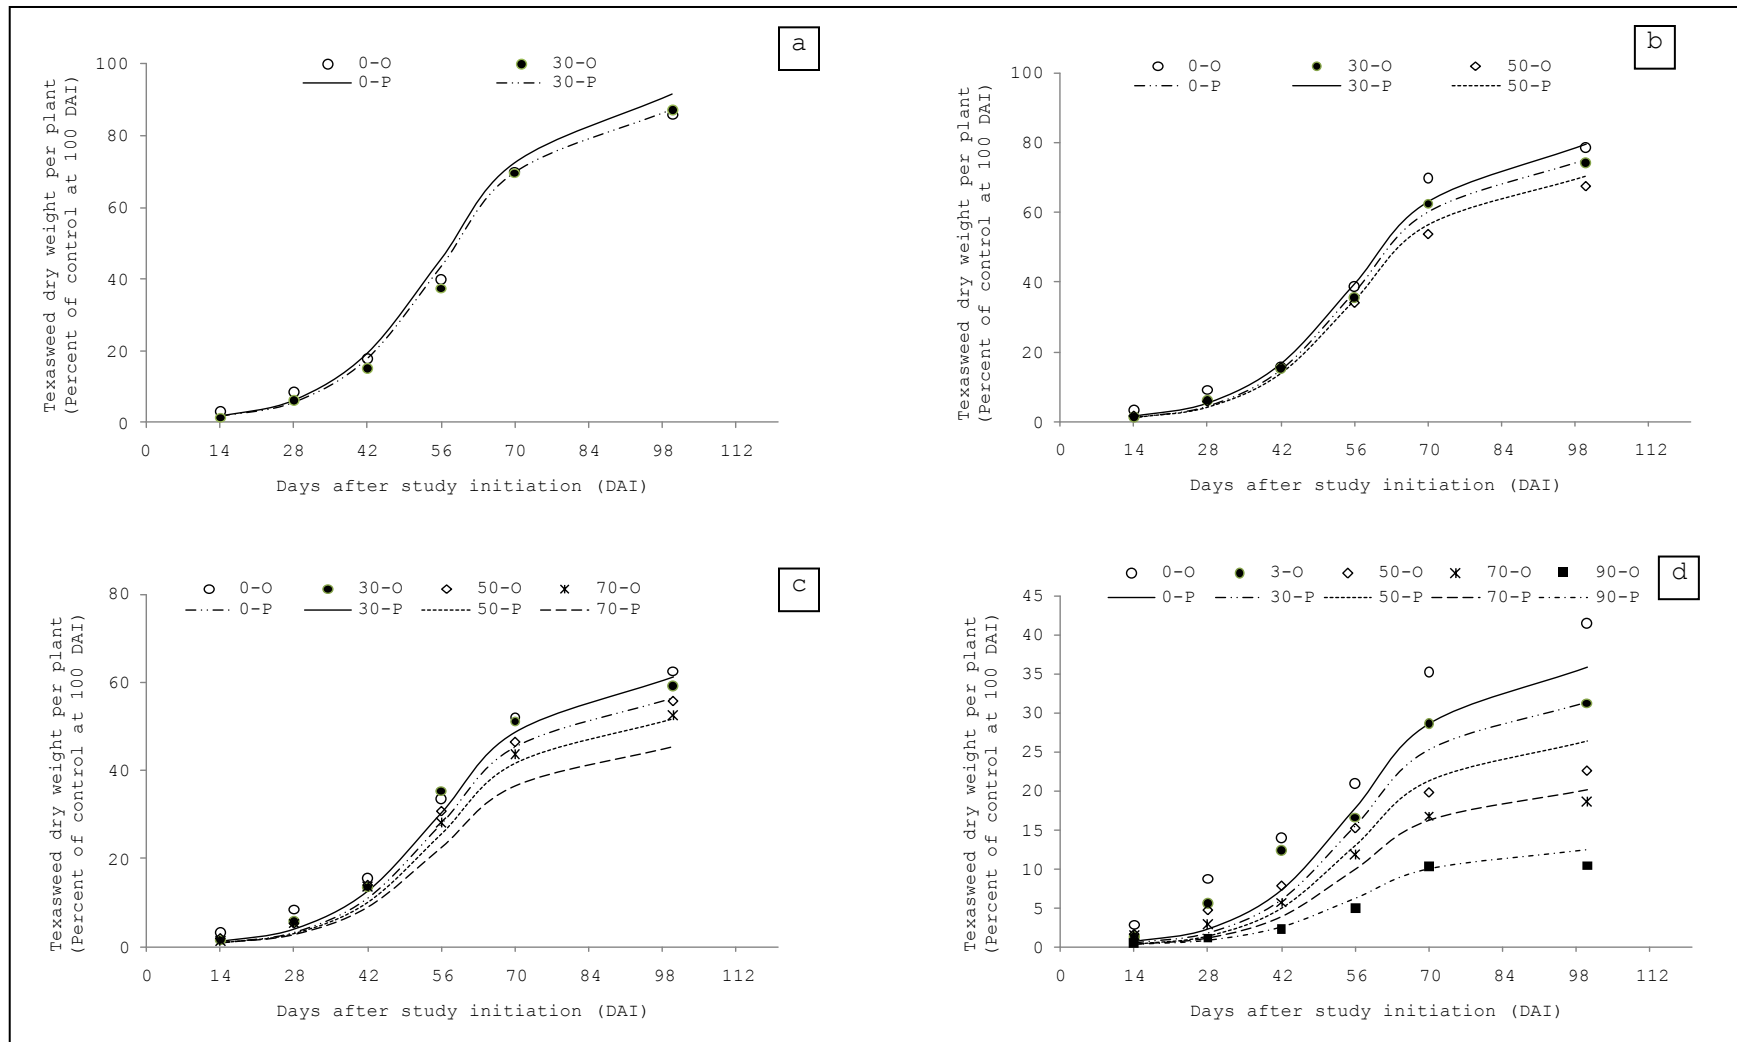 a
0-O 30-O
0-P 30-P
Texasweed dry weight per plant
(Percent of control at 100 DAI)
100
80
60
40
20
0
0 14 28 42 56 70 84 98 112
Days after study initiation (DAI)
b
0-O 30-O 50-O
0-P 30-P 50-P
Texasweed dry weight per plant
(Percent of control at 100 DAI)
100
80
60
40
20
0
0 14 28 42 56 70 84 98 112
Days after study initiation (DAI)
c
0-O 30-O 50-O 70-O
0-P 30-P 50-P 70-P
Texasweed dry weight per plant
(Percent of control at 100 DAI)
80
60
40
20
0
0 14 28 42 56 70 84 98 112
Days after study initiation (DAI)
d
0-O 3-O 50-O 70-O 90-O
0-P 30-P 50-P 70-P 90-P
Texasweed dry weight per plant
(Percent of control at 100 DAI)
45
40
35
30
25
20
15
10
5
0
0 14 28 42 56 70 84 98 112
Days after study initiation (DAI)